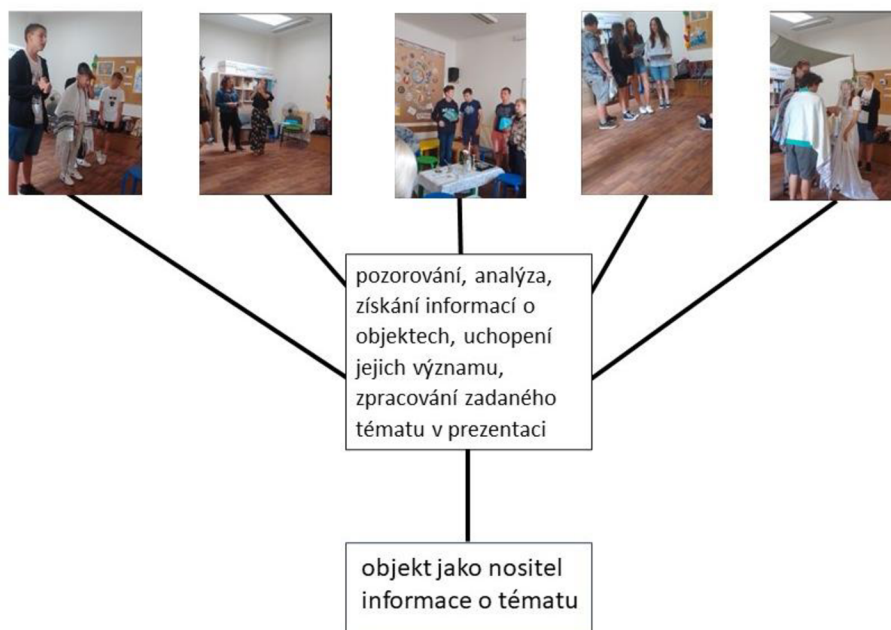 pozorování, analýza,
získání informací o
objektech, uchopení
jejich významu,
zpracování zadaného
tématu v prezentaci
objekt jako nositel
informace o tématu